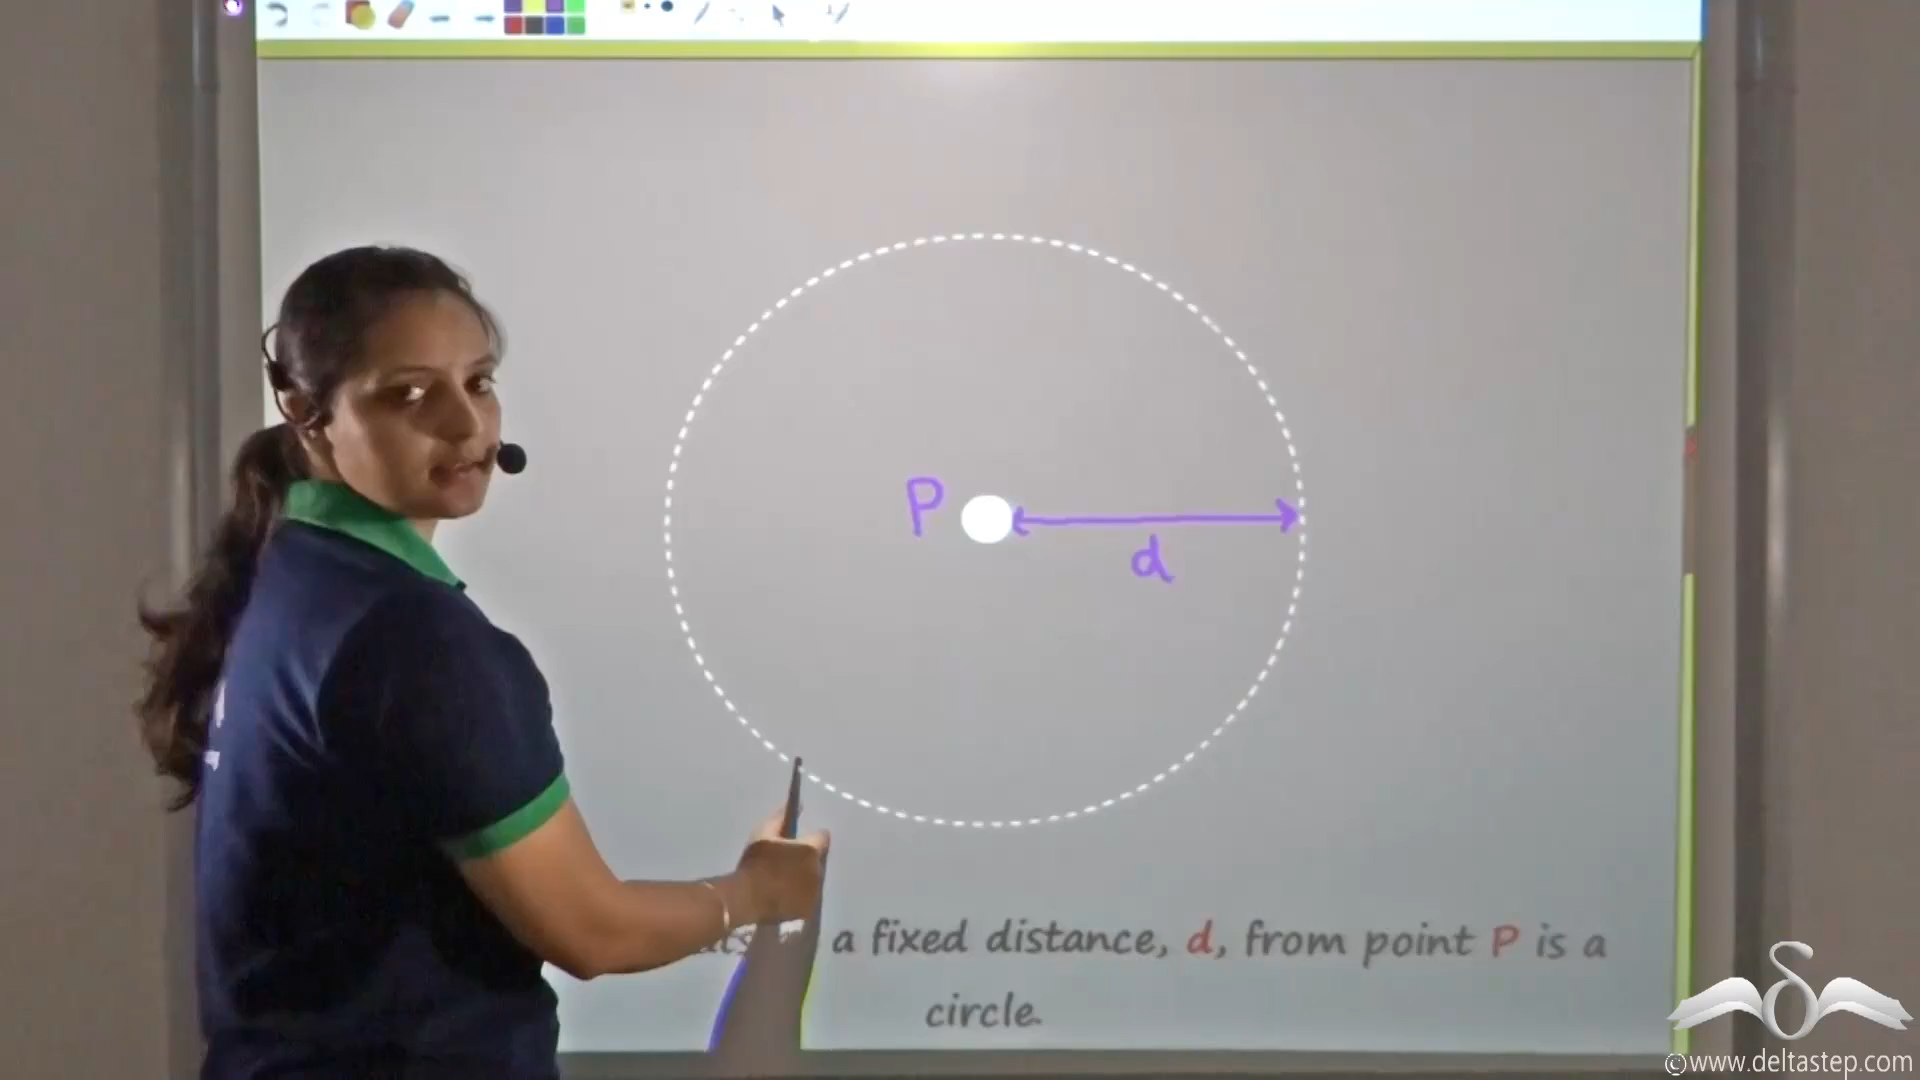 P
d
a fixed distance, d, from point P is a
circle.
©www.deltastep.com